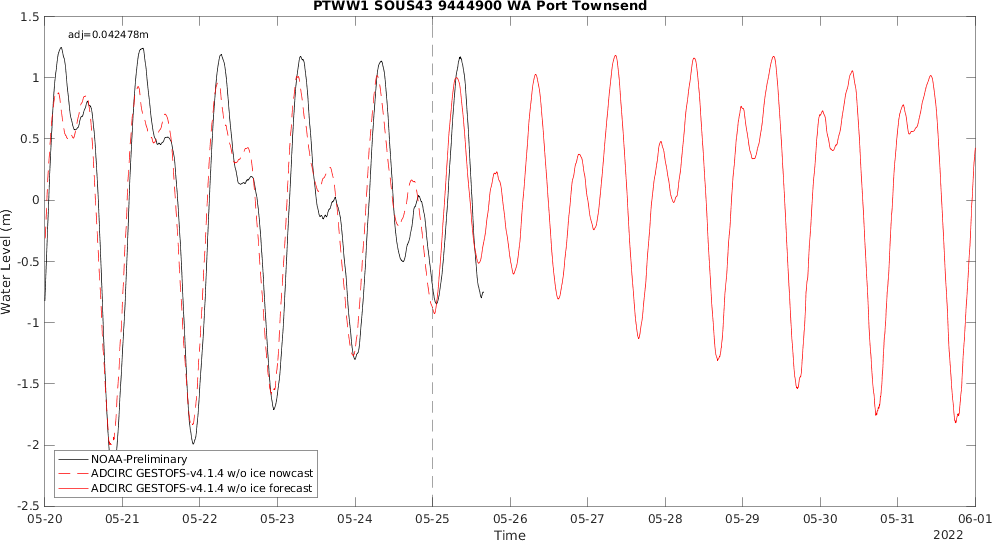 PTWW1 SOUS43 9444900 WA Port Townsend
adj=0.042478m
1.5
1
0.5
0
-0.5
-1
-1.5
-2
-2.5
Water Level (m)
NOAA-Preliminary
ADCIRC GESTOFS-v4.1.4 w/o ice nowcast
ADCIRC GESTOFS-v4.1.4 w/o ice forecast
05-20 05-21 05-22 05-23 05-24 05-25 05-26 05-27 05-28 05-29 05-30 05-31 06-01
Time
2022